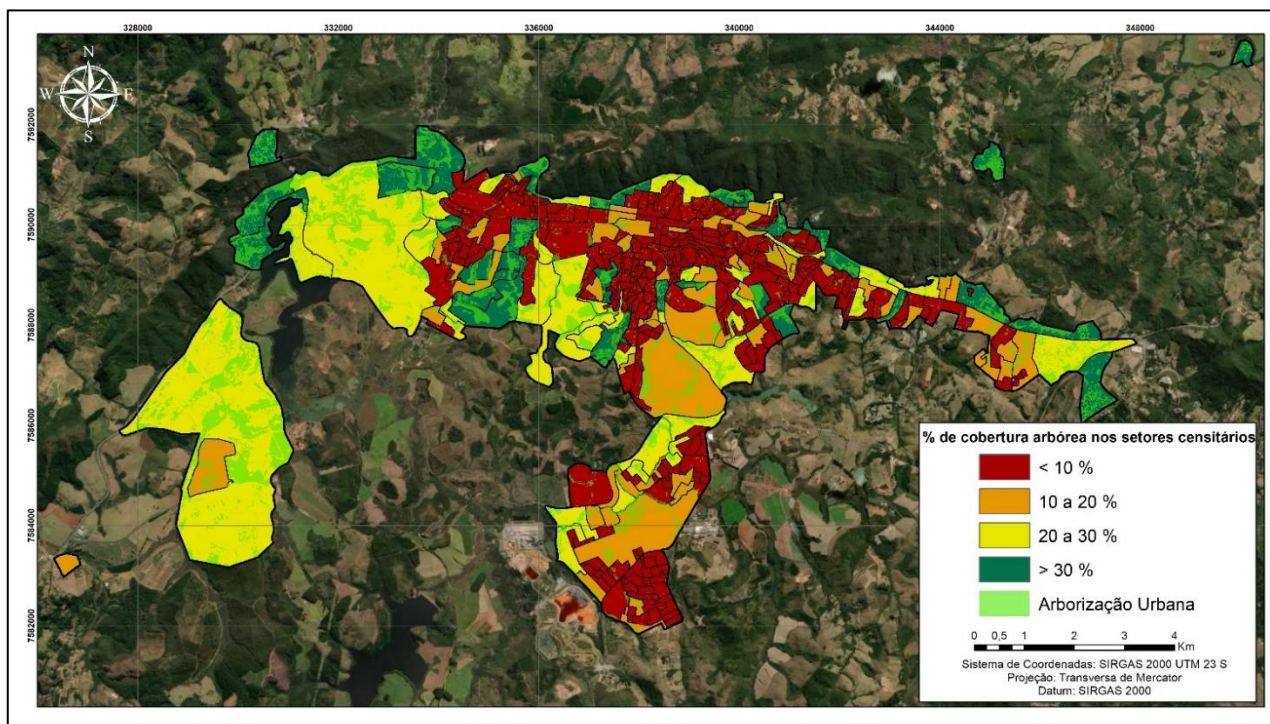 328000
332000
336000
340000
344000
348000
N
W E
S
7592000
7590000
7588000
7586000
7584000
7582000
% de cobertura arbórea nos setores censitários
< 10 %
10 a 20 %
20 a 30 %
> 30 %
Arborização Urbana
0 0,5 1 2 3 4
Km
Sistema de Coordenadas: SIRGAS 2000 UTM 23 S
Projeção: Transversa de Mercator
Datum: SIRGAS 2000